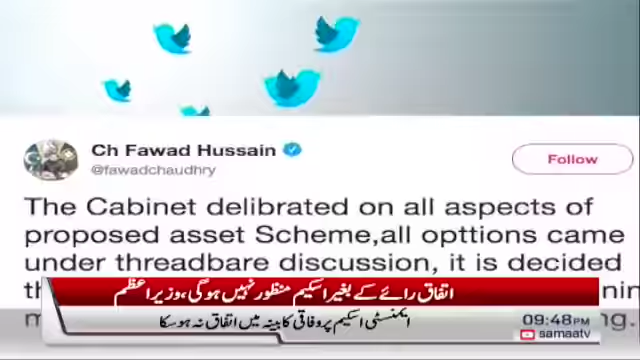 Ch Fawad Hussain
@fawadchaudhry
Follow
The Cabinet delibrated on all aspects of
proposed asset Scheme,all opttions came
under threadbare discussion, it is decided
اتفاق رائے کے بغیر اسکیم منظور نہیں ہوگی، وزیراعظم
ایمنسٹی اسکیم پر وفاقی کابینہ میں اتفاق نہ ہوسکا
09:48PM
samaatv